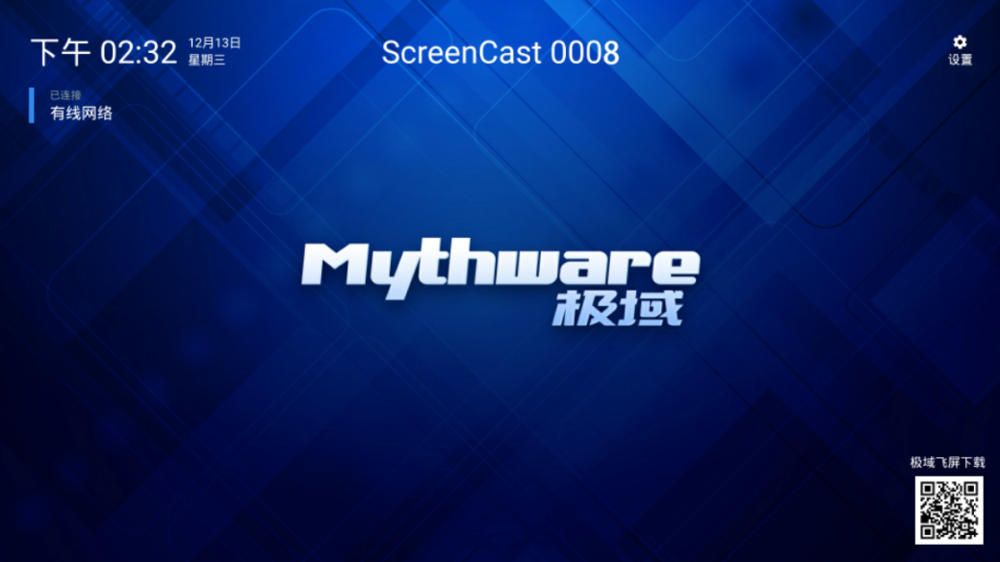 下午 02:32
12月13日
星期三
ScreenCast 0008
设置
已连接
有线网络
Mythware
极域
极域飞屏下载